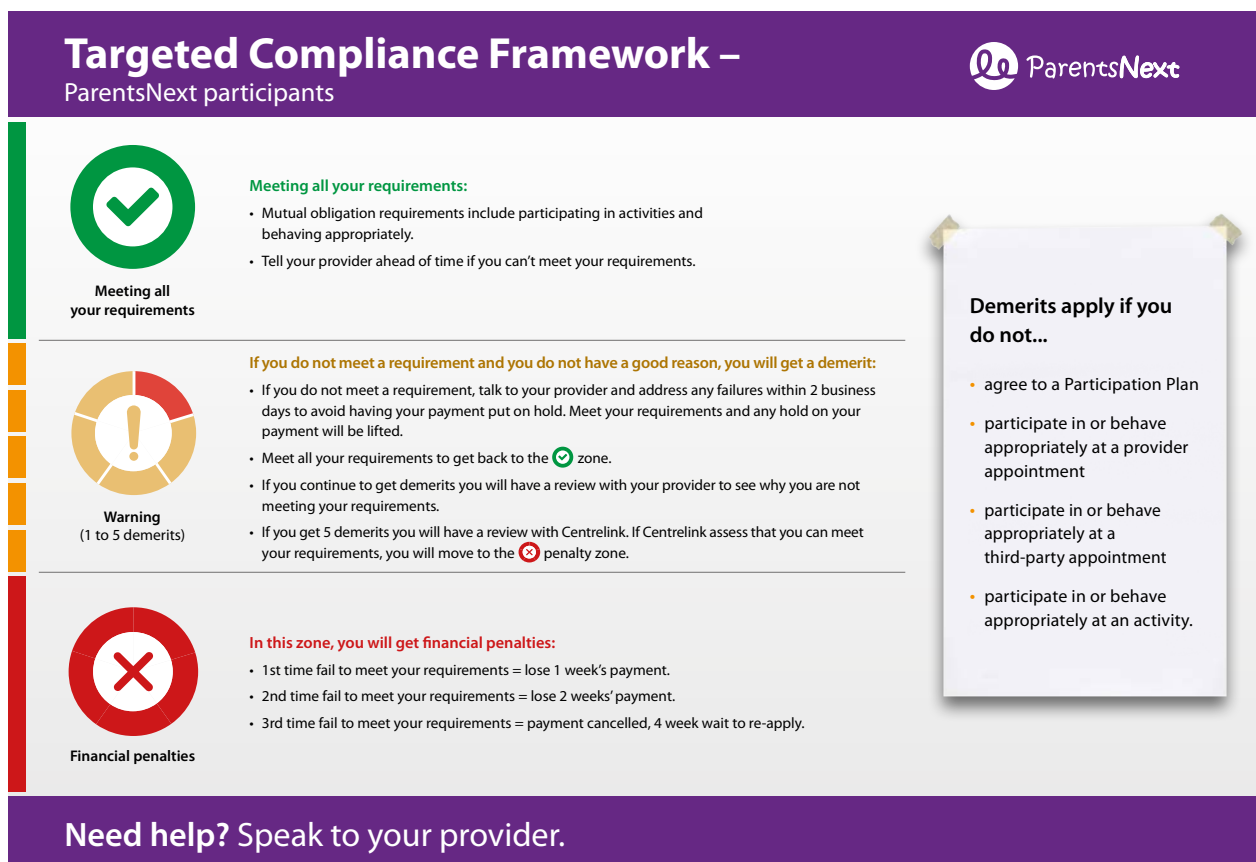 Targeted Compliance Framework –
ParentsNext participants
ParentsNext
Meeting all
your requirements
Meeting all your requirements:
• Mutual obligation requirements include participating in activities and
behaving appropriately.
• Tell your provider ahead of time if you can't meet your requirements.
Warning
(1 to 5 demerits)
If you do not meet a requirement and you do not have a good reason, you will get a demerit:
• If you do not meet a requirement, talk to your provider and address any failures within 2 business
days to avoid having your payment put on hold. Meet your requirements and any hold on your
payment will be lifted.
• Meet all your requirements to get back to the zone.
• If you continue to get demerits you will have a review with your provider to see why you are not
meeting your requirements.
• If you get 5 demerits you will have a review with Centrelink. If Centrelink assess that you can meet
your requirements, you will move to the penalty zone.
Financial penalties
In this zone, you will get financial penalties:
• 1st time fail to meet your requirements = lose 1 week's payment.
• 2nd time fail to meet your requirements = lose 2 weeks' payment.
• 3rd time fail to meet your requirements = payment cancelled, 4 week wait to re-apply.
Demerits apply if you
do not...
• agree to a Participation Plan
• participate in or behave
appropriately at a provider
appointment
• participate in or behave
appropriately at a
third-party appointment
• participate in or behave
appropriately at an activity.
Need help? Speak to your provider.